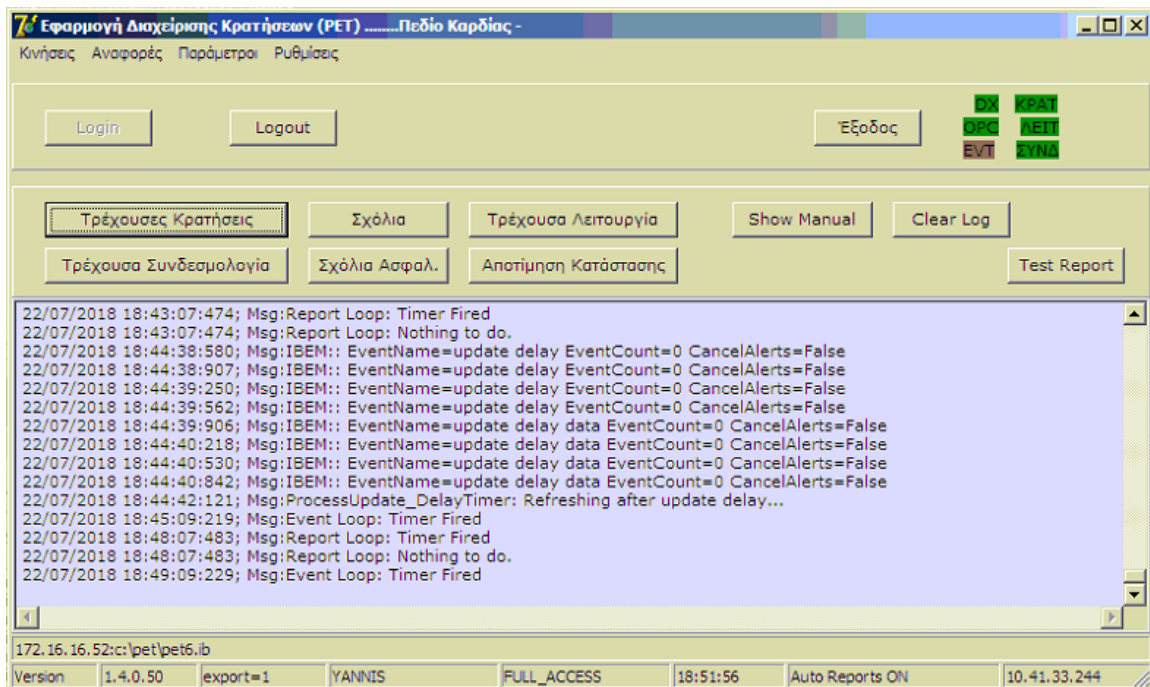 Εφαρμογή Διαχείρισης Κρατήσεων (PET) ........Πεδίο Καρδίας -
Κινήσεις Αναφορές Παράμετροι Ρυθμίσεις
Login Logout Έξοδος
DX ΚΡΑΤ
OPC ΛΕΙΤ
EVT ΣΥΝΔ
Τρέχουσες Κρατήσεις Σχόλια Τρέχουσα Λειτουργία Show Manual Clear Log
Τρέχουσα Συνδεσμολογία Σχόλια Ασφαλ. Αποτίμηση Κατάστασης Test Report
22/07/2018 18:43:07:474; Msg:Report Loop: Timer Fired
22/07/2018 18:43:07:474; Msg:Report Loop: Nothing to do.
22/07/2018 18:44:38:580; Msg:IBEM:: EventName=update delay EventCount=0 CancelAlerts=False
22/07/2018 18:44:38:907; Msg:IBEM:: EventName=update delay EventCount=0 CancelAlerts=False
22/07/2018 18:44:39:250; Msg:IBEM:: EventName=update delay EventCount=0 CancelAlerts=False
22/07/2018 18:44:39:562; Msg:IBEM:: EventName=update delay EventCount=0 CancelAlerts=False
22/07/2018 18:44:39:906; Msg:IBEM:: EventName=update delay data EventCount=0 CancelAlerts=False
22/07/2018 18:44:40:218; Msg:IBEM:: EventName=update delay data EventCount=0 CancelAlerts=False
22/07/2018 18:44:40:530; Msg:IBEM:: EventName=update delay data EventCount=0 CancelAlerts=False
22/07/2018 18:44:40:842; Msg:IBEM:: EventName=update delay data EventCount=0 CancelAlerts=False
22/07/2018 18:44:42:121; Msg:ProcessUpdate_DelayTimer: Refreshing after update delay...
22/07/2018 18:45:09:219; Msg:Event Loop: Timer Fired
22/07/2018 18:48:07:483; Msg:Report Loop: Timer Fired
22/07/2018 18:48:07:483; Msg:Report Loop: Nothing to do.
22/07/2018 18:49:09:229; Msg:Event Loop: Timer Fired
172.16.16.52:c:\pet\pet6.ib
Version 1.4.0.50 export=1 YANNIS FULL_ACCESS 18:51:56 Auto Reports ON 10.41.33.244